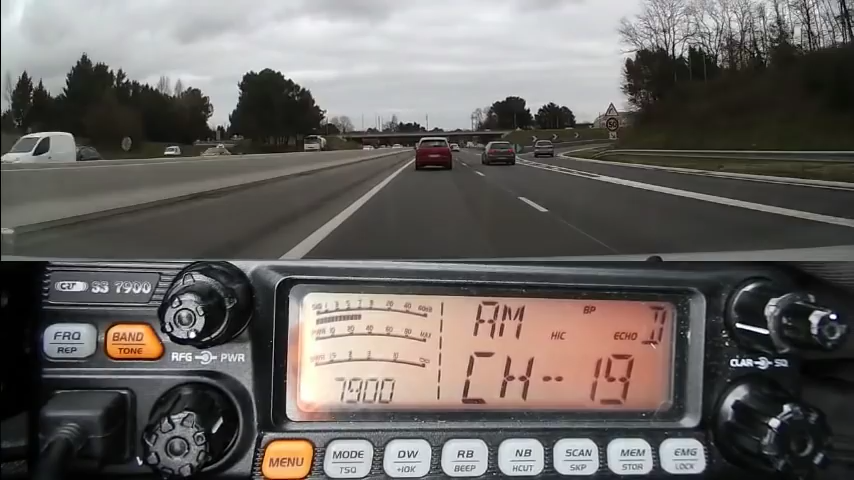 CRT SS 7900
FRQ
REP
BAND
TONE
RFG PWR
AM
BP
HIC
ECHO
D
7900
CH--19
CLAR SQ
MENU
MODE
TSQ
DW
+10K
RB
BEEP
NB
HCUT
SCAN
SKP
MEM
STOR
EMG
LOCK